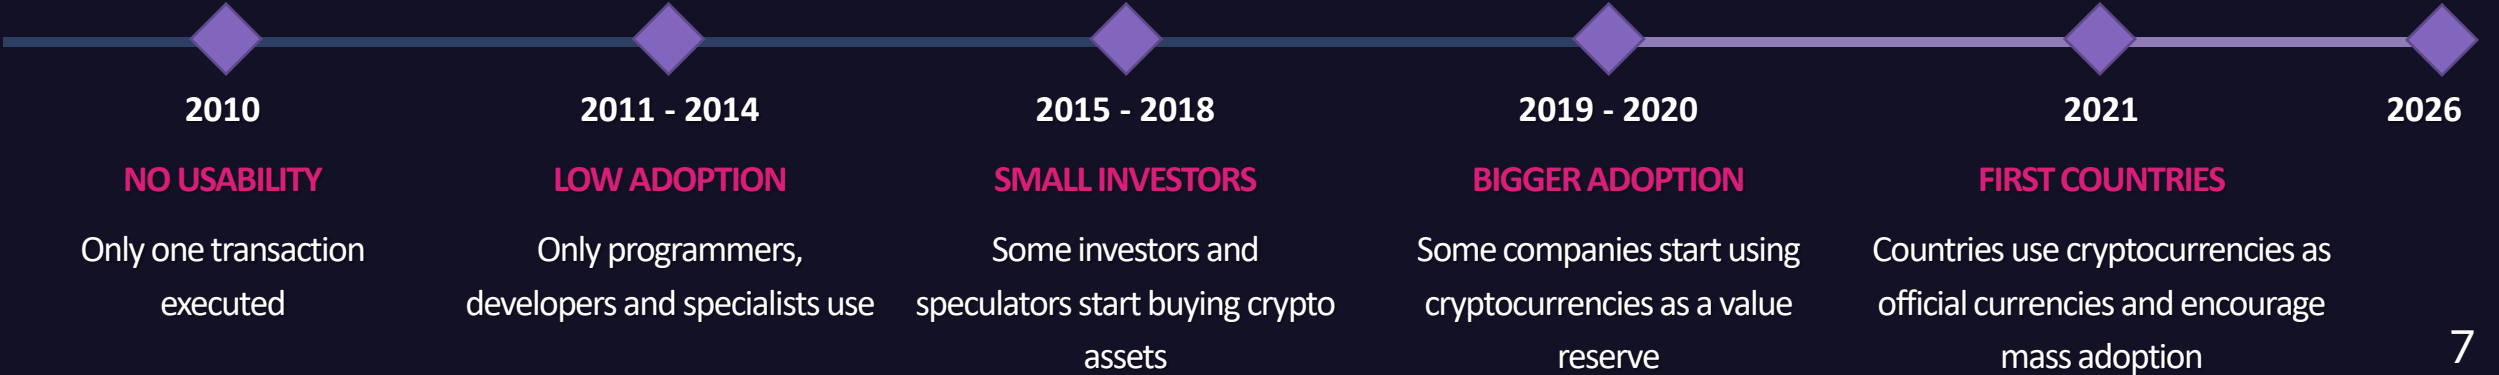 2010
NO USABILITY
Only one transaction
executed
2011 - 2014
LOW ADOPTION
Only programmers,
developers and specialists use
2015 - 2018
SMALL INVESTORS
Some investors and
speculators start buying crypto
assets
2019 - 2020
BIGGER ADOPTION
Some companies start using
cryptocurrencies as a value
reserve
2021
FIRST COUNTRIES
Countries use cryptocurrencies as
official currencies and encourage
mass adoption
2026
7